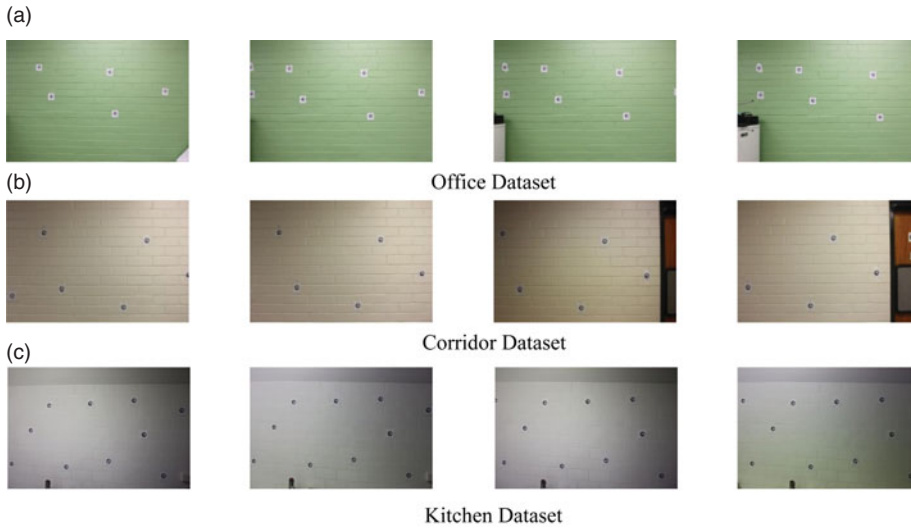 (a)
Office Dataset
(b)
Corridor Dataset
(c)
Kitchen Dataset